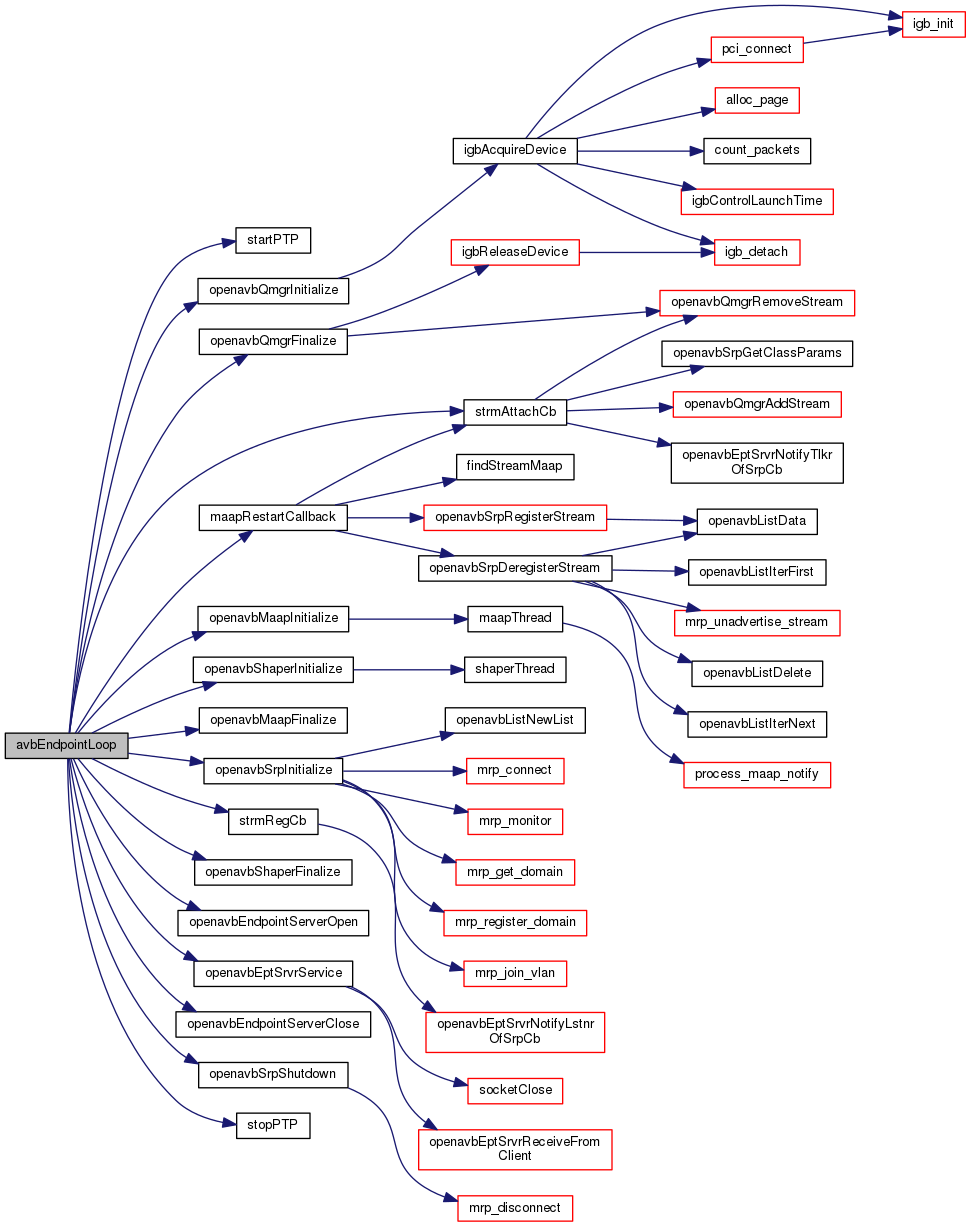 igb_init
pci_connect
alloc_page
igbAcquireDevice
count_packets
igbControlLaunchTime
startPTP
igbReleaseDevice
igb_detach
openavbQmgrInitialize
openavbQmgrRemoveStream
openavbQmgrFinalize
openavbSrpGetClassParams
strmAttachCb
openavbQmgrAddStream
openavbEptSrvrNotifyTlkr
OfSrpCb
findStreamMaap
maapRestartCallback
openavbSrpRegisterStream
openavbListData
openavbSrpDeregisterStream
openavbListIterFirst
openavbMaapInitialize
maapThread
mrp_unadvertise_stream
openavbShaperInitialize
shaperThread
openavbListDelete
openavbMaapFinalize
openavbListNewList
openavbListIterNext
avbEndpointLoop
openavbSrpInitialize
mrp_connect
process_maap_notify
strmRegCb
mrp_monitor
openavbShaperFinalize
mrp_get_domain
openavbEndpointServerOpen
mrp_register_domain
openavbEptSrvrService
mrp_join_vlan
openavbEndpointServerClose
openavbEptSrvrNotifyLstnr
OfSrpCb
openavbSrpShutdown
socketClose
stopPTP
openavbEptSrvrReceiveFrom
Client
mrp_disconnect